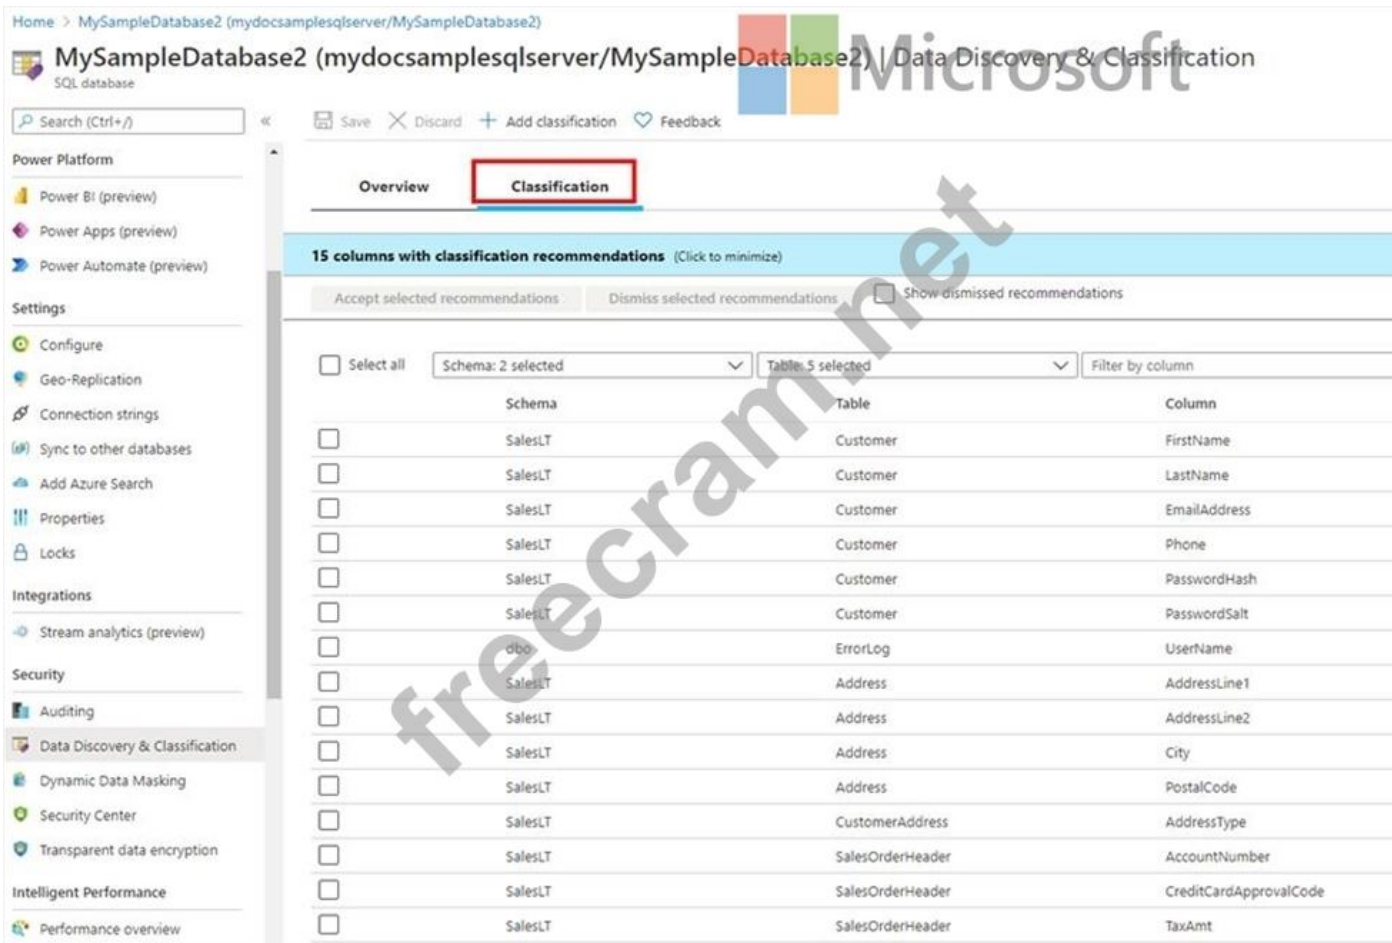 Home > MySampleDatabase2 (mydocsamplesqlserver/MySampleDatabase2)
MySampleDatabase2 (mydocsamplesqlserver/MySampleDatabase2) | Data Discovery & Classification
SQL database
Microsoft
Search (Ctrl+/)
«
Save Discard Add classification Feedback
Power Platform
Power BI (preview)
Power Apps (preview)
Power Automate (preview)
Settings
Configure
Geo-Replication
Connection strings
Sync to other databases
Add Azure Search
Properties
Locks
Integrations
Stream analytics (preview)
Security
Auditing
Data Discovery & Classification
Dynamic Data Masking
Security Center
Transparent data encryption
Intelligent Performance
Performance overview
Overview Classification
15 columns with classification recommendations (Click to minimize)
Accept selected recommendations Dismiss selected recommendations Show dismissed recommendations
Select all Schema: 2 selected Table: 5 selected Filter by column
Schema Table Column
SalesLT Customer FirstName
SalesLT Customer LastName
SalesLT Customer EmailAddress
SalesLT Customer Phone
SalesLT Customer PasswordHash
SalesLT Customer PasswordSalt
dbo ErrorLog UserName
SalesLT Address AddressLine1
SalesLT Address AddressLine2
SalesLT Address City
SalesLT Address PostalCode
SalesLT CustomerAddress AddressType
SalesLT SalesOrderHeader AccountNumber
SalesLT SalesOrderHeader CreditCardApprovalCode
SalesLT SalesOrderHeader TaxAmt
freecram.net